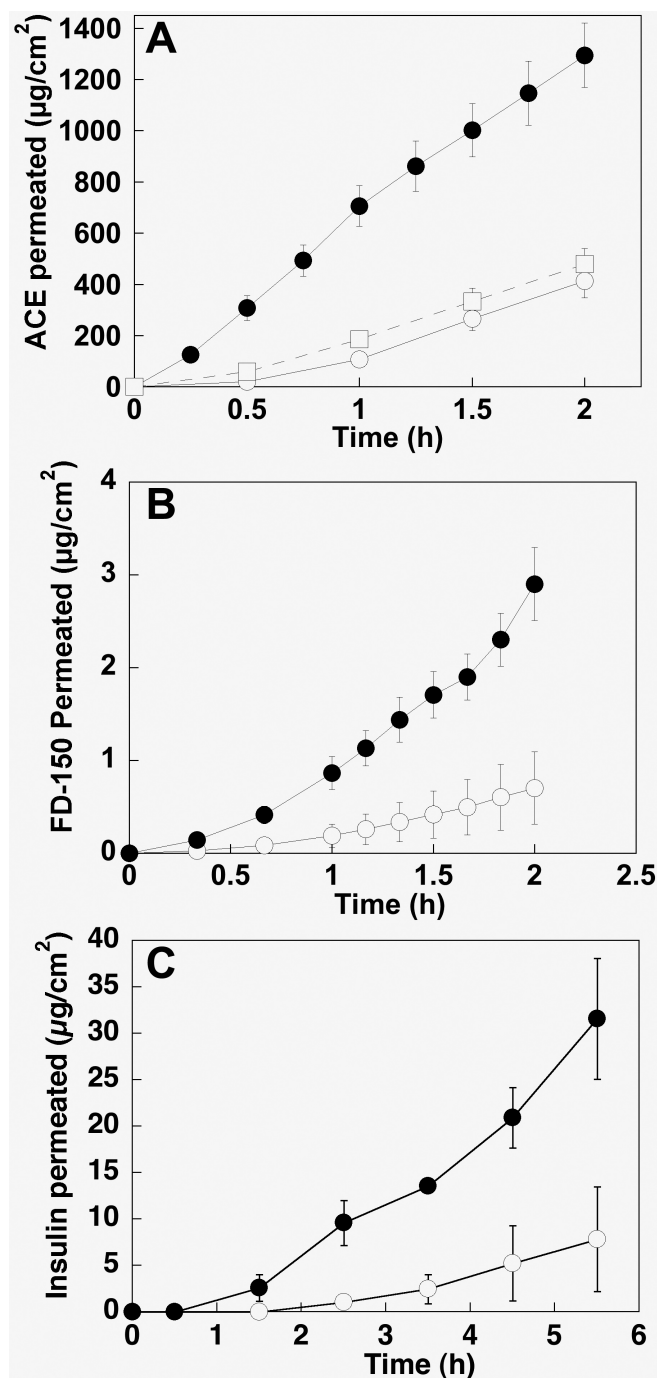 A
ACE permeated (µg/cm²)
1400
1200
1000
800
600
400
200
0
0 0.5 1 1.5 2
Time (h)
B
FD-150 Permeated (µg/cm²)
4
3
2
1
0
0 0.5 1 1.5 2 2.5
Time (h)
C
Insulin permeated (µg/cm²)
40
35
30
25
20
15
10
5
0
0 1 2 3 4 5 6
Time (h)